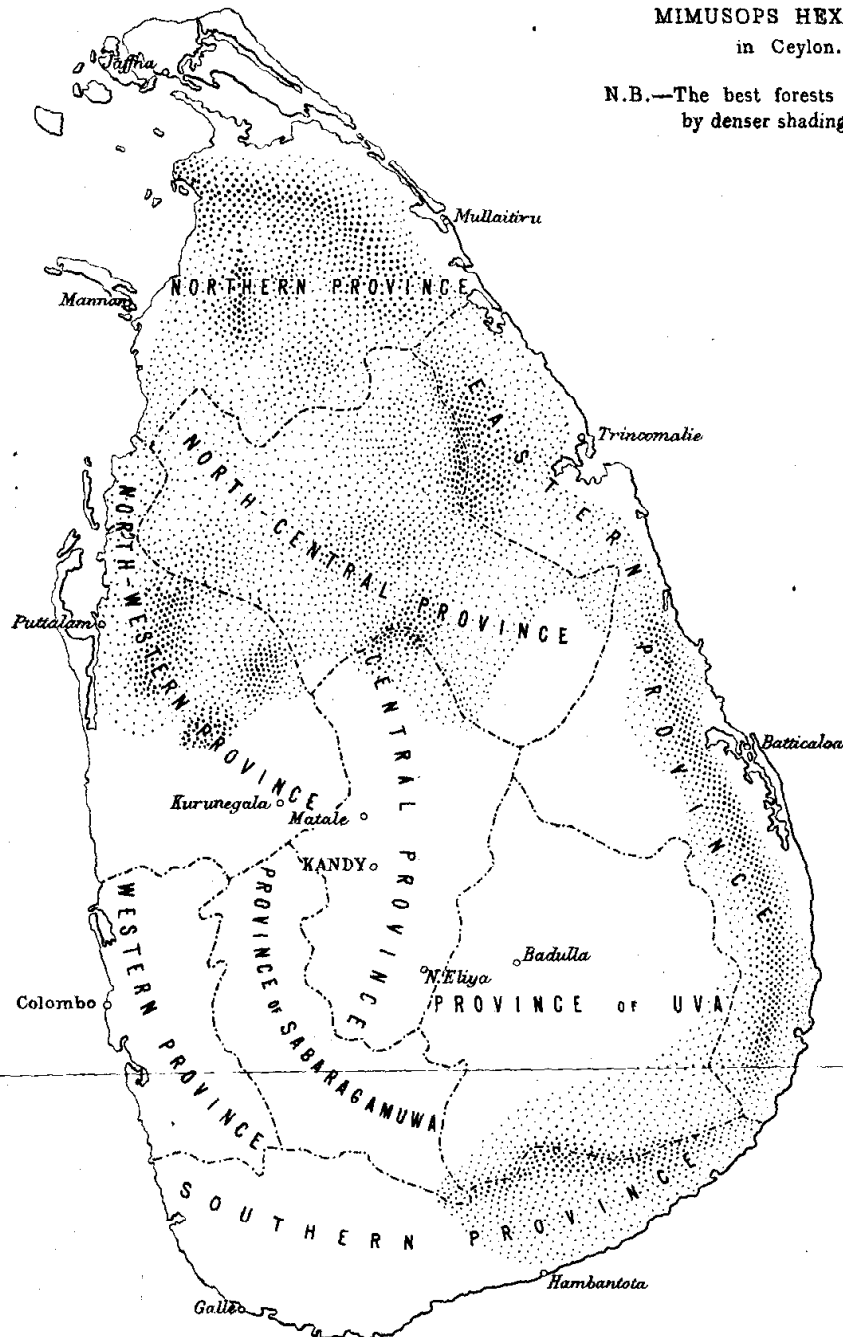 MIMUSOPS HEX
in Ceylon.
N.B.—The best forests
by denser shading
Jaffna
Mullaitiru
NORTHERN PROVINCE
Mannar
EASTERN PROVINCE
Trincomalie
NORTH-CENTRAL PROVINCE
NORTH-WESTERN PROVINCE
Puttalam
CENTRAL PROVINCE
Batticaloa
Kurunegala
Matale
KANDY
WESTERN PROVINCE
PROVINCE OF SABARAGAMUWA
N. Eliya
Badulla
Colombo
PROVINCE OF UVA
SOUTHERN PROVINCE
Hambantota
Galle